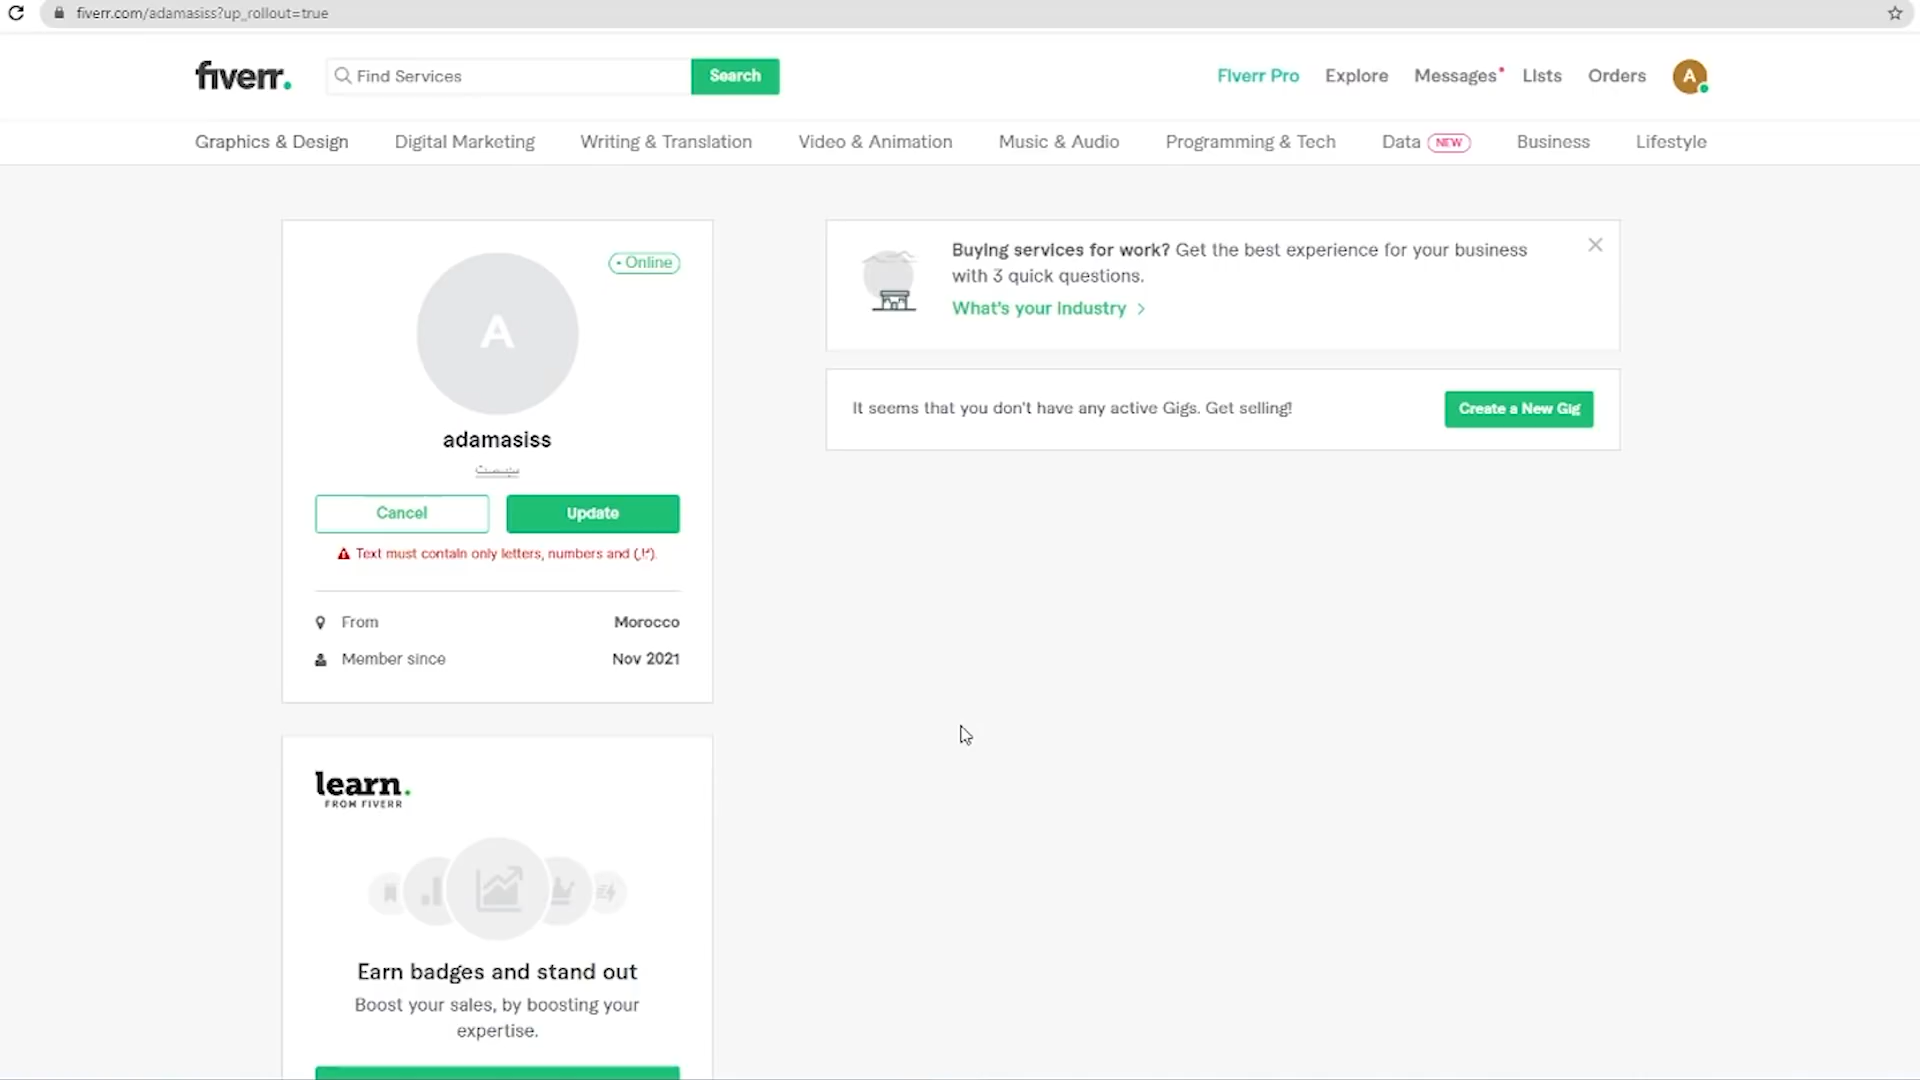 fiverr.com/adamasiss?up_rollout=true
fiverr.
Find Services
Search
Fiverr Pro
Explore
Messages
Lists
Orders
A
Graphics & Design
Digital Marketing
Writing & Translation
Video & Animation
Music & Audio
Programming & Tech
Data NEW
Business
Lifestyle
A
• Online
adamasiss
Cancel
Update
Text must contain only letters, numbers and
From
Morocco
Member since
Nov 2021
learn.
FROM FIVERR
Earn badges and stand out
Boost your sales, by boosting your
expertise.
Buying services for work? Get the best experience for your business
with 3 quick questions.
What's your industry >
It seems that you don't have any active Gigs. Get selling!
Create a New Gig